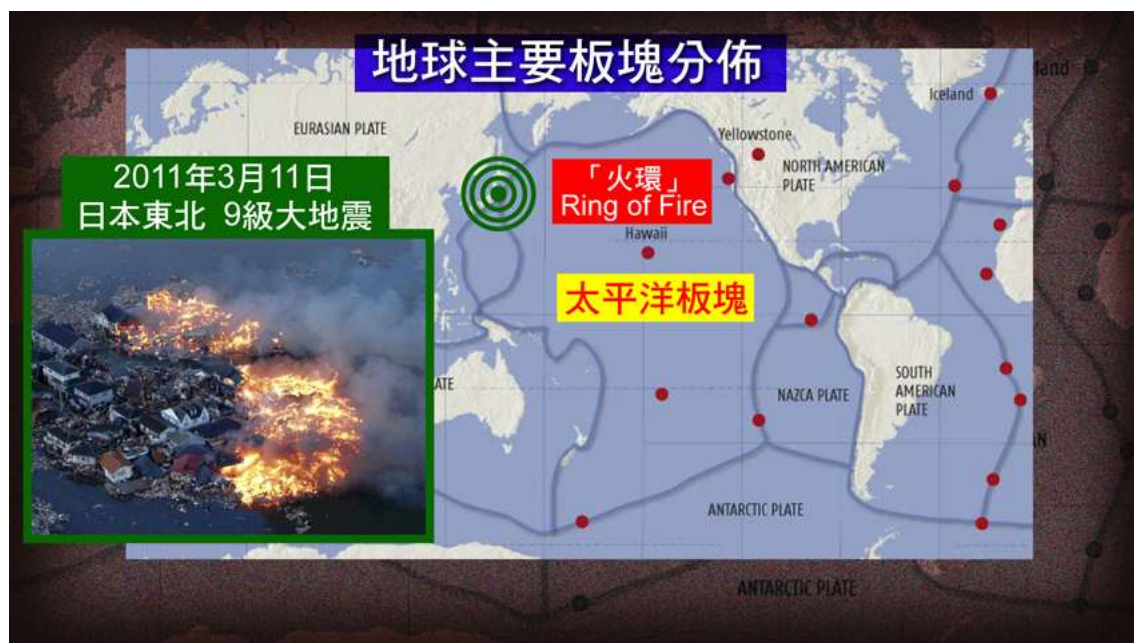 地球主要板塊分佈
Iceland
EURASIAN PLATE
Yellowstone
NORTH AMERICAN
PLATE
2011年3月11日
日本東北 9級大地震
「火環」
Ring of Fire
Hawaii
太平洋板塊
ATE
NAZCA PLATE
SOUTH
AMERICAN
PLATE
ANTARCTIC PLATE
ANTARCTIC PLATE